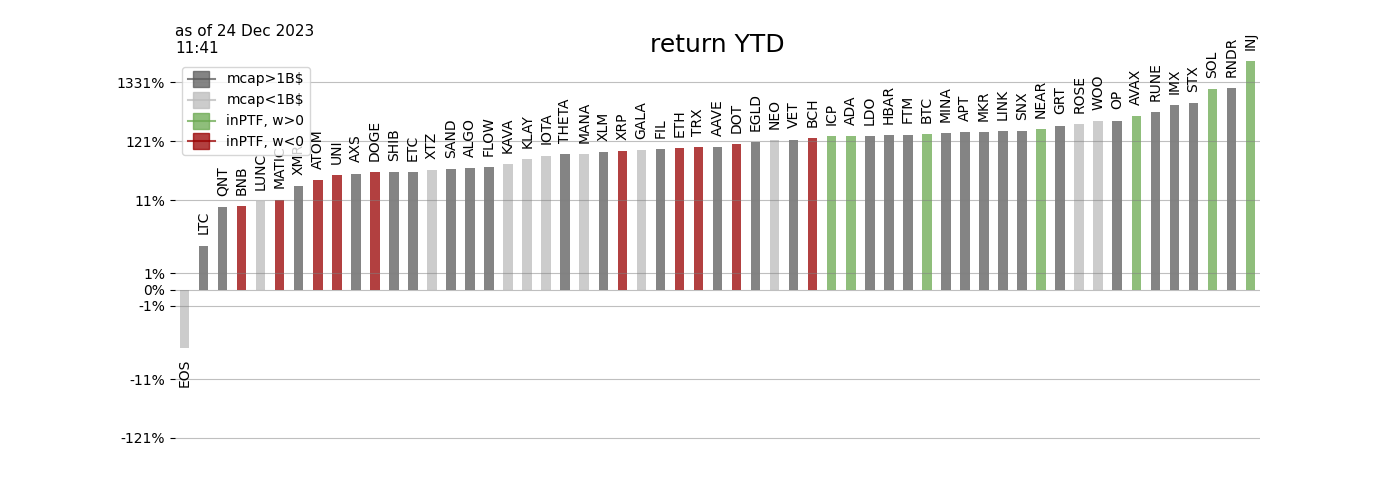 as of 24 Dec 2023
11:41
return YTD
mcap>1B$
mcap<1B$
inPTF, w>0
inPTF, w<0
1331%
121%
11%
1%
0%
-1%
-11%
-121%
EOS
LTC
QNT
BNB
LUNC
MATIC
XMR
ATOM
UNI
AXS
DOGE
SHIB
ETC
XTZ
SAND
ALGO
FLOW
KAVA
KLAY
IOTA
THETA
MANA
XLM
XRP
GALA
FIL
ETH
TRX
AAVE
DOT
EGLD
NEO
VET
BCH
ICP
ADA
LDO
HBAR
FTM
BTC
MINA
APT
MKR
LINK
SNX
NEAR
GRT
ROSE
WOO
OP
AVAX
RUNE
IMX
STX
SOL
RNDR
INJ